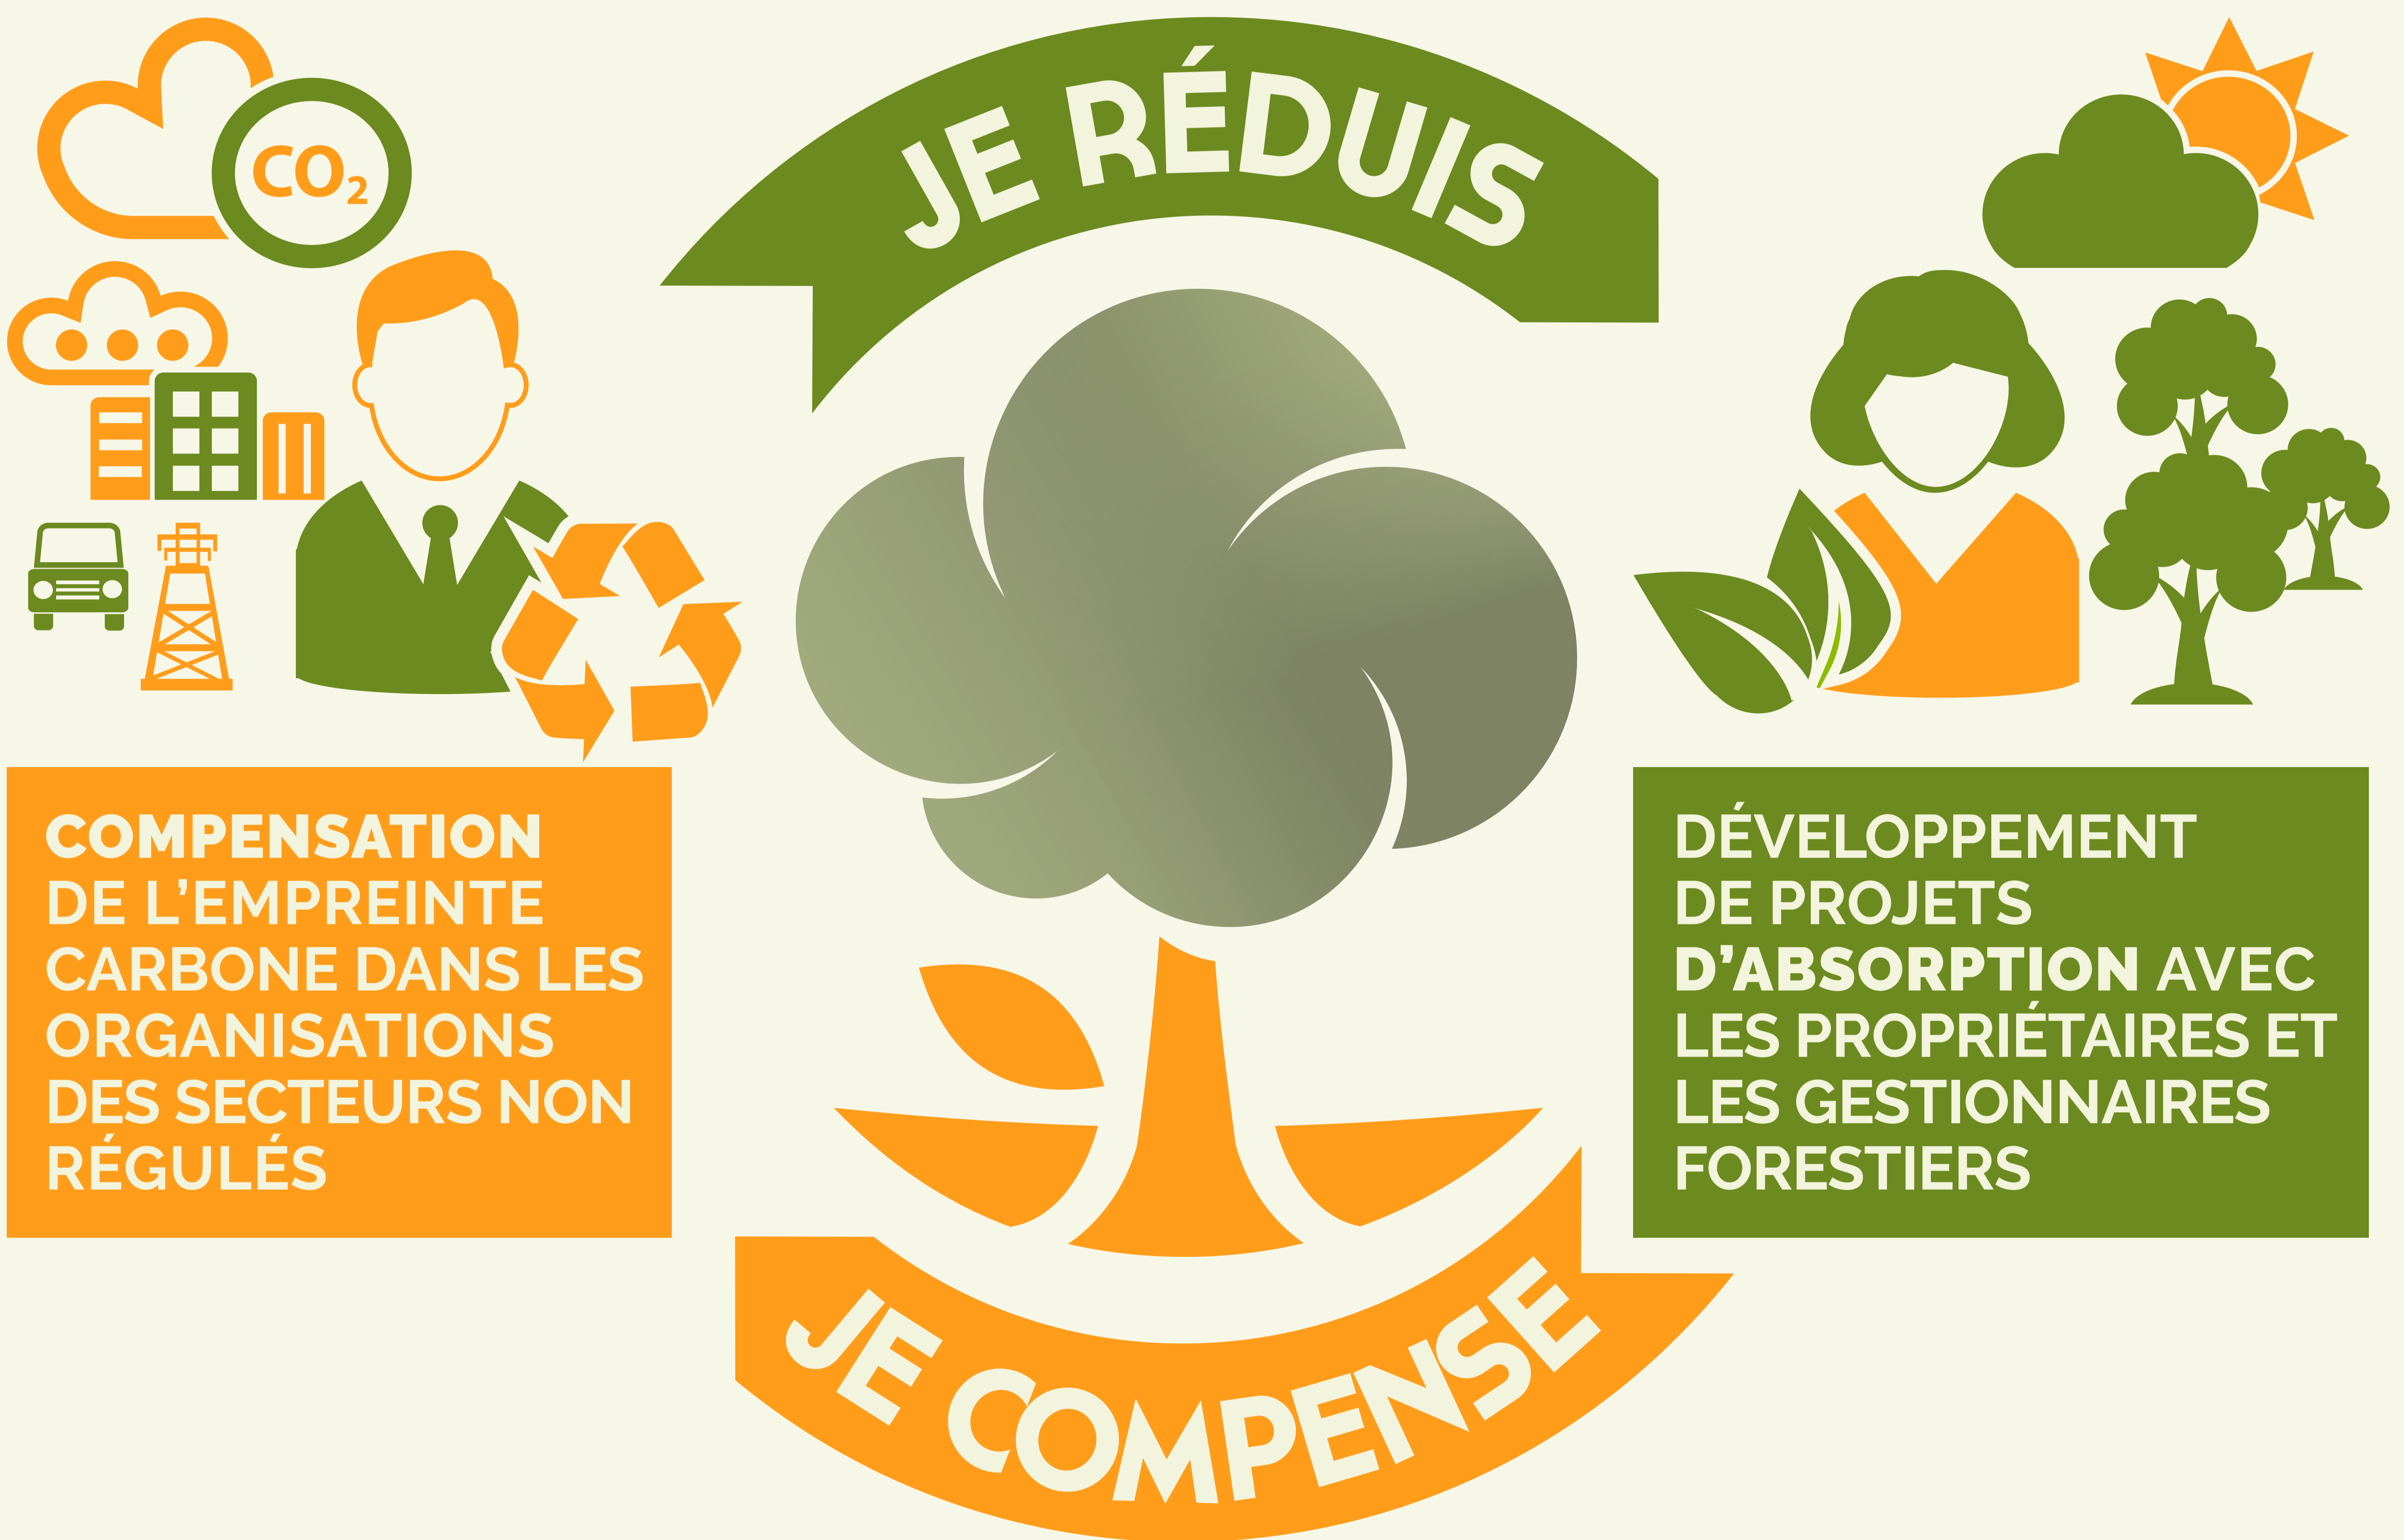 JE RÉDUIS
CO₂
COMPENSATION
DE L'EMPREINTE
CARBONE DANS LES
ORGANISATIONS
DES SECTEURS NON
RÉGULÉS
DÉVELOPPEMENT
DE PROJETS
D'ABSORPTION AVEC
LES PROPRIÉTAIRES ET
LES GESTIONNAIRES
FORESTIERS
JE COMPENSE